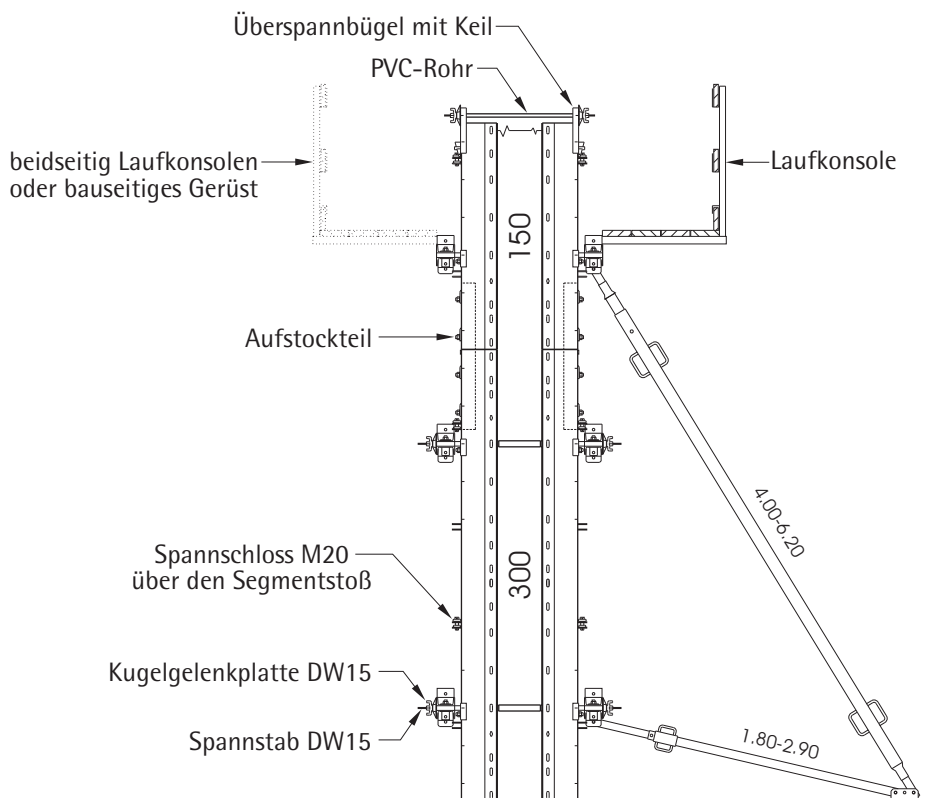 Überspannbügel mit Keil
PVC-Rohr
beidseitig Laufkonsolen
oder bauseitiges Gerüst
Laufkonsole
150
Aufstockteil
4.00-6.20
Spannschloss M20
über den Segmentstoß
300
Kugelgelenkplatte DW15
Spannstab DW15
1.80-2.90